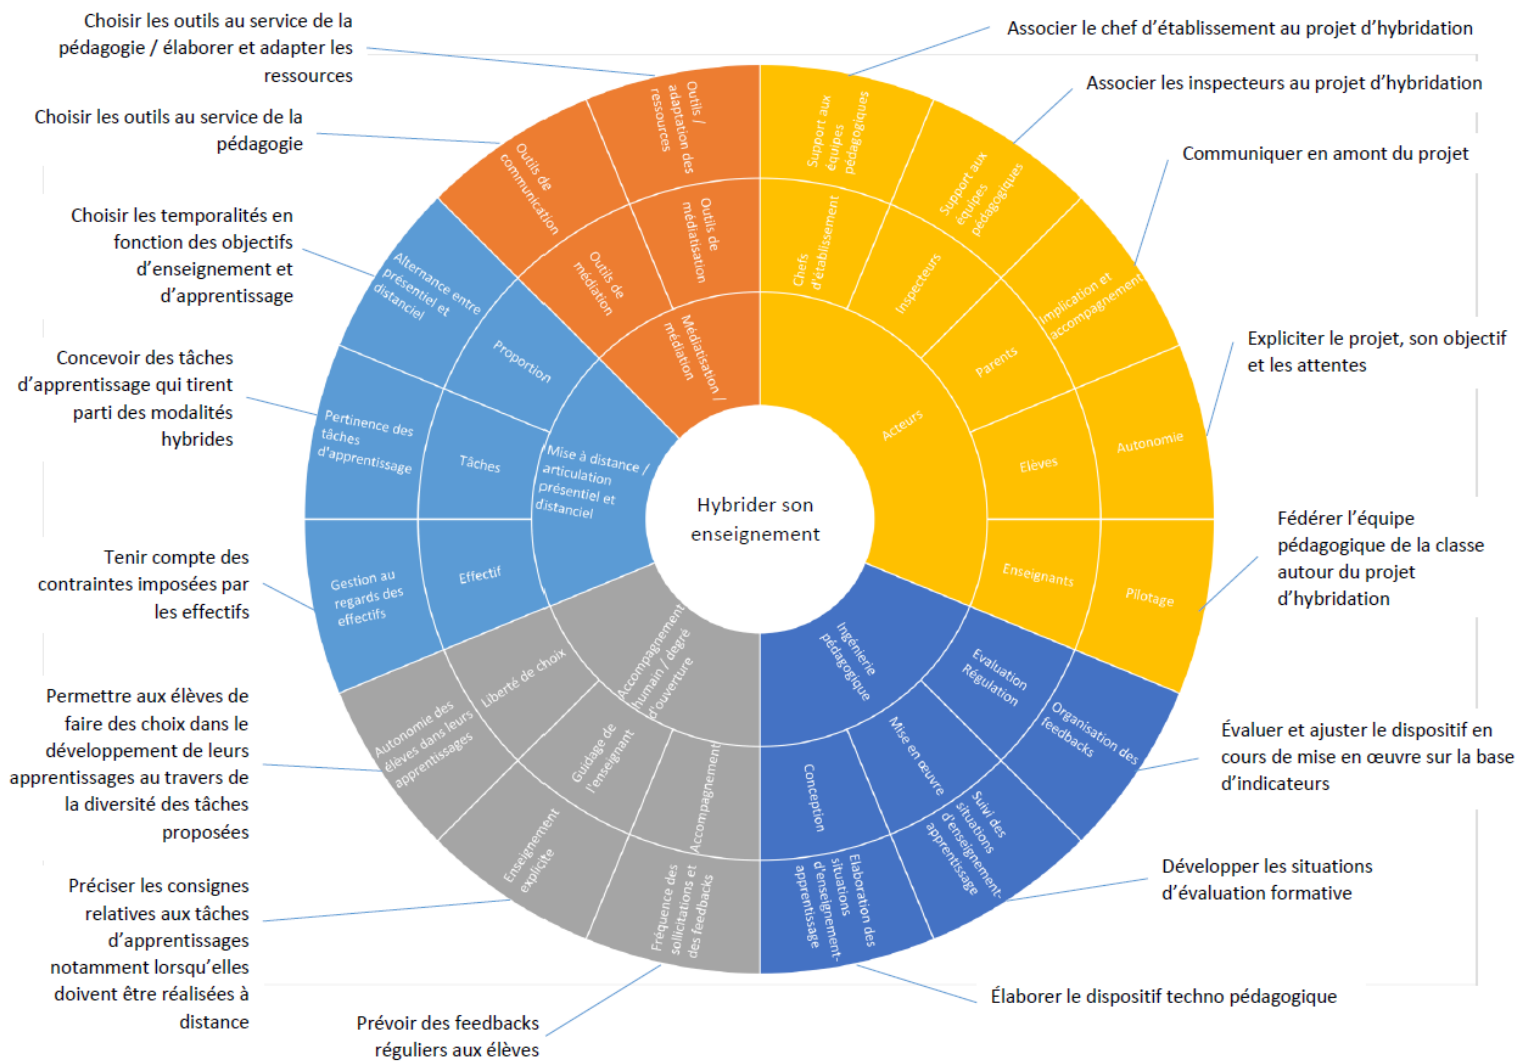 Choisir les outils au service de la
pédagogie / élaborer et adapter les
ressources
Choisir les outils au service de la
pédagogie
Choisir les temporalités en
fonction des objectifs
d’enseignement et
d’apprentissage
Concevoir des tâches
d’apprentissage qui tirent
parti des modalités
hybrides
Tenir compte des
contraintes imposées par
les effectifs
Permettre aux élèves de
faire des choix dans le
développement de leurs
apprentissages au travers de
la diversité des tâches
proposées
Préciser les consignes
relatives aux tâches
d’apprentissages
notamment lorsqu’elles
doivent être réalisées à
distance
Prévoir des feedbacks
réguliers aux élèves
Associer le chef d’établissement au projet d’hybridation
Associer les inspecteurs au projet d’hybridation
Communiquer en amont du projet
Expliciter le projet, son objectif
et les attentes
Fédérer l’équipe
pédagogique de la classe
autour du projet
d’hybridation
Évaluer et ajuster le dispositif en
cours de mise en œuvre sur la base
d’indicateurs
Développer les situations
d’évaluation formative
Élaborer le dispositif techno pédagogique
Hybrider son
enseignement
Acteurs
Chefs
d'établissement
Support aux
équipes
pédagogiques
Inspecteurs
Support aux
équipes
pédagogiques
Parents
Implication et
accompagnement
Elèves
Autonomie
Enseignants
Pilotage
Ingénierie
pédagogique
Evaluation
Régulation
Organisation des
feedbacks
Mise en œuvre
Suivi des
situations
d'enseignement-
apprentissage
Conception
Elaboration des
situations
d'enseignement-
apprentissage
Accompagnement
humain / degré
d'ouverture
Accompagnement
Fréquence des
sollicitations et
des feedbacks
Guidage de
l'enseignant
Enseignement
explicite
Liberté de choix
Autonomie des
élèves dans leurs
apprentissages
Mise à distance /
articulation
présentiel et
distanciel
Effectif
Gestion au
regards des
effectifs
Tâches
Pertinence des
tâches
d'apprentissage
Proportion
Alternance entre
présentiel et
distanciel
Médiatisation /
médiation
Outils de
médiation
Outils de
communication
Outils de
médiatisation
Outils /
adaptation des
ressources